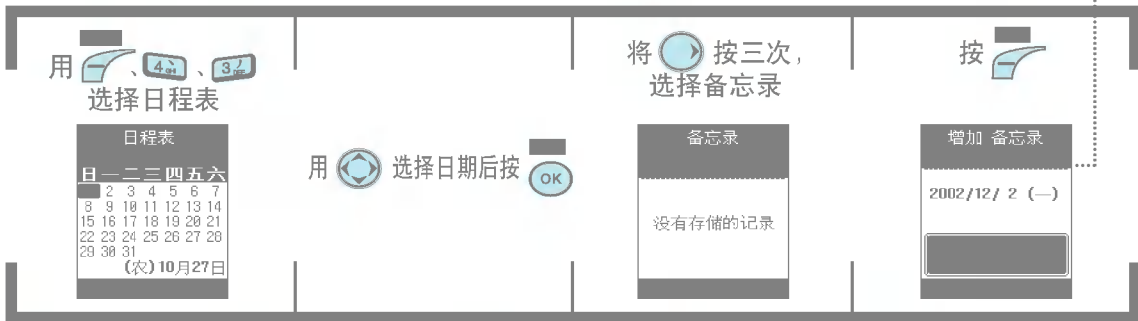 用 、4 GHI、3 DEF
选择日程表
日程表
日 一 二 三 四 五 六
2 3 4 5 6 7
8 9 10 11 12 13 14
15 16 17 18 19 20 21
22 23 24 25 26 27 28
29 30 31
(农)10月27日
用 选择日期后按 OK
将 按三次，
选择备忘录
备忘录
没有存储的记录
按
增加 备忘录
2002/12/ 2 (一)